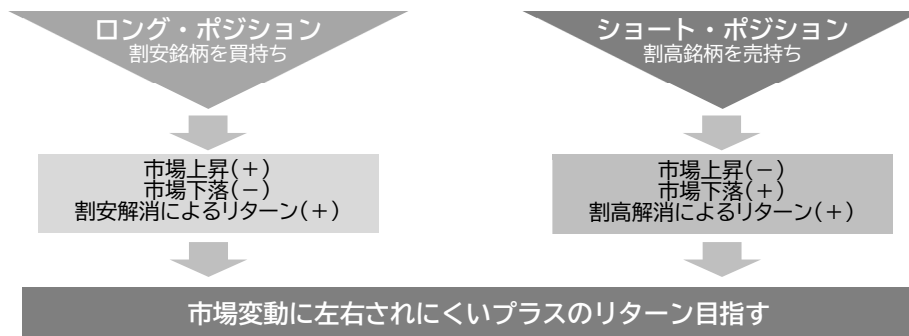 ロング・ポジション
割安銘柄を買持ち
ショート・ポジション
割高銘柄を売持ち
市場上昇(＋)
市場下落(－)
割安解消によるリターン(＋)
市場上昇(－)
市場下落(＋)
割高解消によるリターン(＋)
市場変動に左右されにくいプラスのリターン目指す